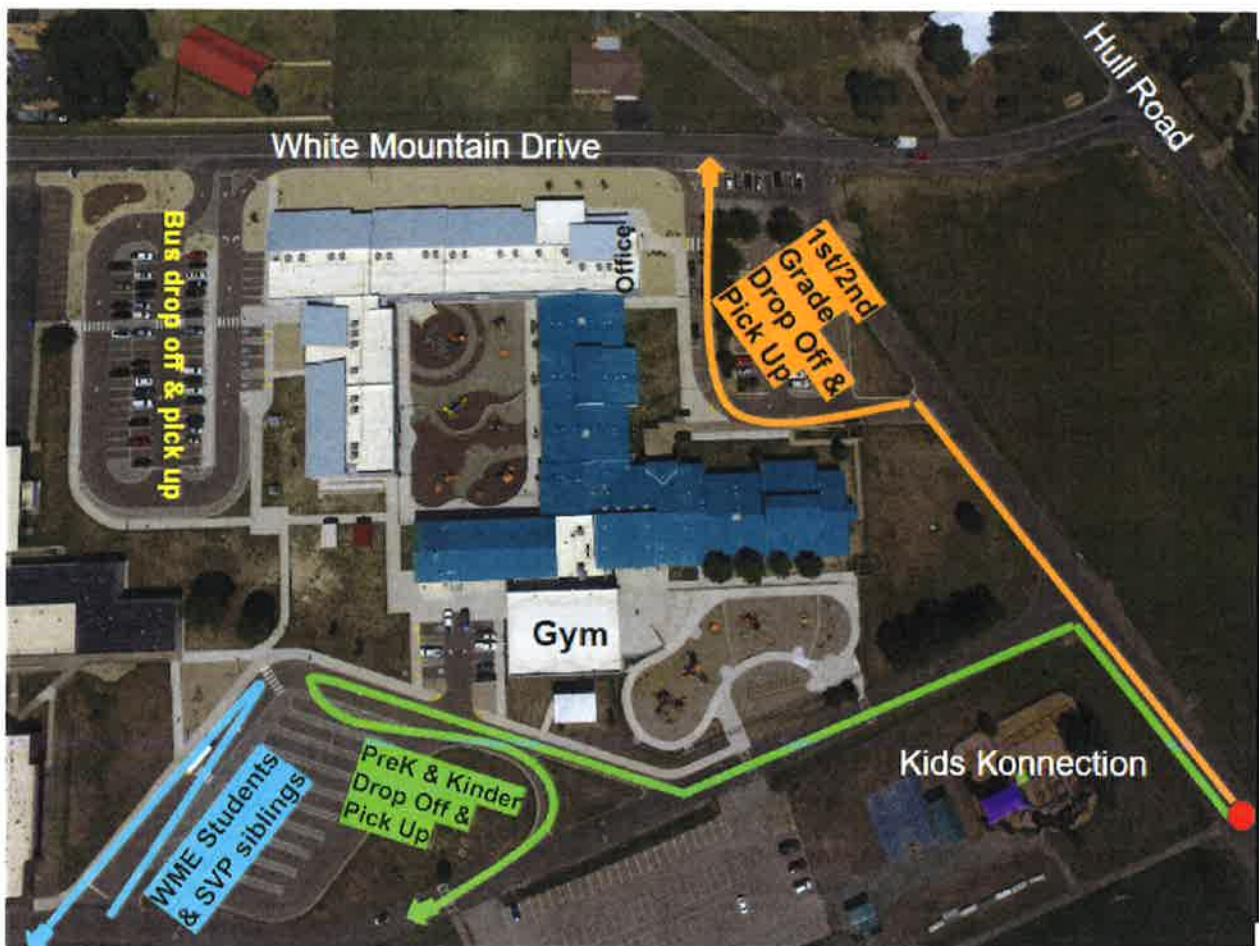 Hull Road
White Mountain Drive
Bus drop off & pick up
Office
1st/2nd
Grade
Drop Off &
Pick Up
Gym
Kids Konnection
PreK & Kinder
Drop Off &
Pick Up
WME Students
& SVP siblings